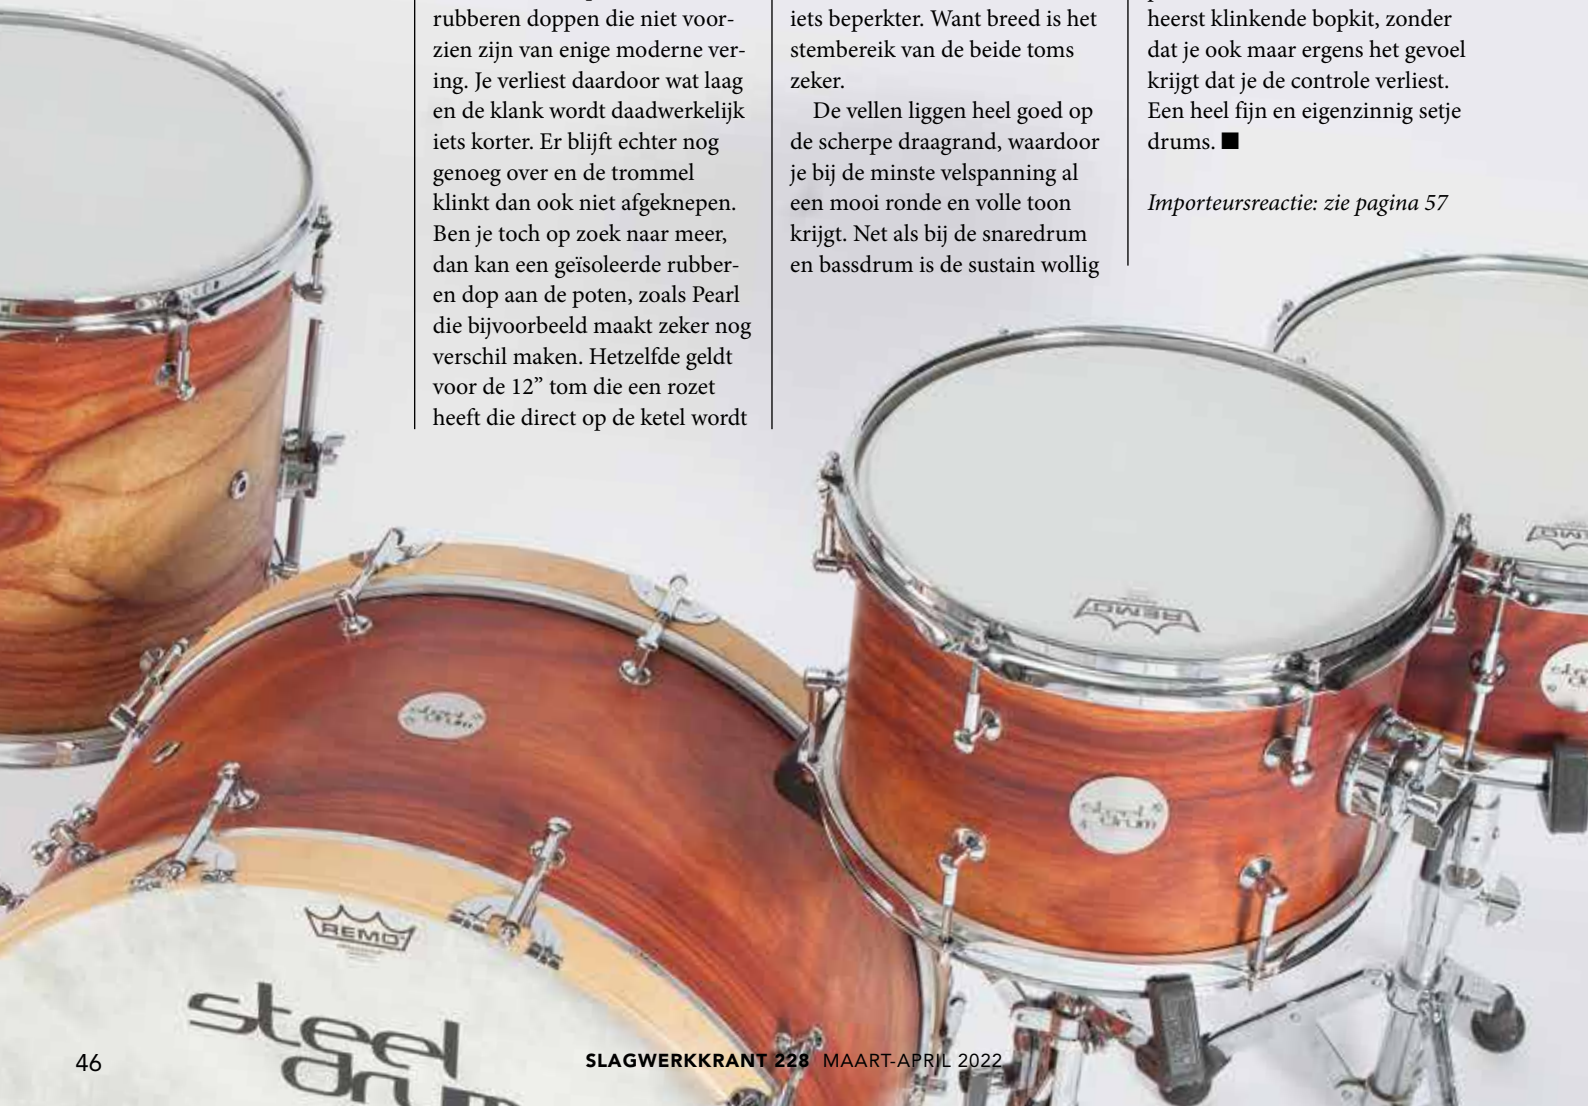 rubberen doppen die niet voor-
zien zijn van enige moderne ver-
ing. Je verliest daardoor wat laag
en de klank wordt daadwerkelijk
iets korter. Er blijft echter nog
genoeg over en de trommel
klinkt dan ook niet afgeknepen.
Ben je toch op zoek naar meer,
dan kan een geïsoleerde rubber-
en dop aan de poten, zoals Pearl
die bijvoorbeeld maakt zeker nog
verschil maken. Hetzelfde geldt
voor de 12” tom die een rozet
heeft die direct op de ketel wordt
iets beperkter. Want breed is het
stembereik van de beide toms
zeker.
De vellen liggen heel goed op
de scherpe draagrand, waardoor
je bij de minste velspanning al
een mooi ronde en volle toon
krijgt. Net als bij de snaredrum
en bassdrum is de sustain wollig
heerst klinkende bopkit, zonder
dat je ook maar ergens het gevoel
krijgt dat je de controle verliest.
Een heel fijn en eigenzinnig setje
drums. ■
Importeursreactie: zie pagina 57
REMO
REMO
steel
drum
steel
drum
REMO
steel
drum
46
SLAGWERKKRANT 228 MAART-APRIL 2022